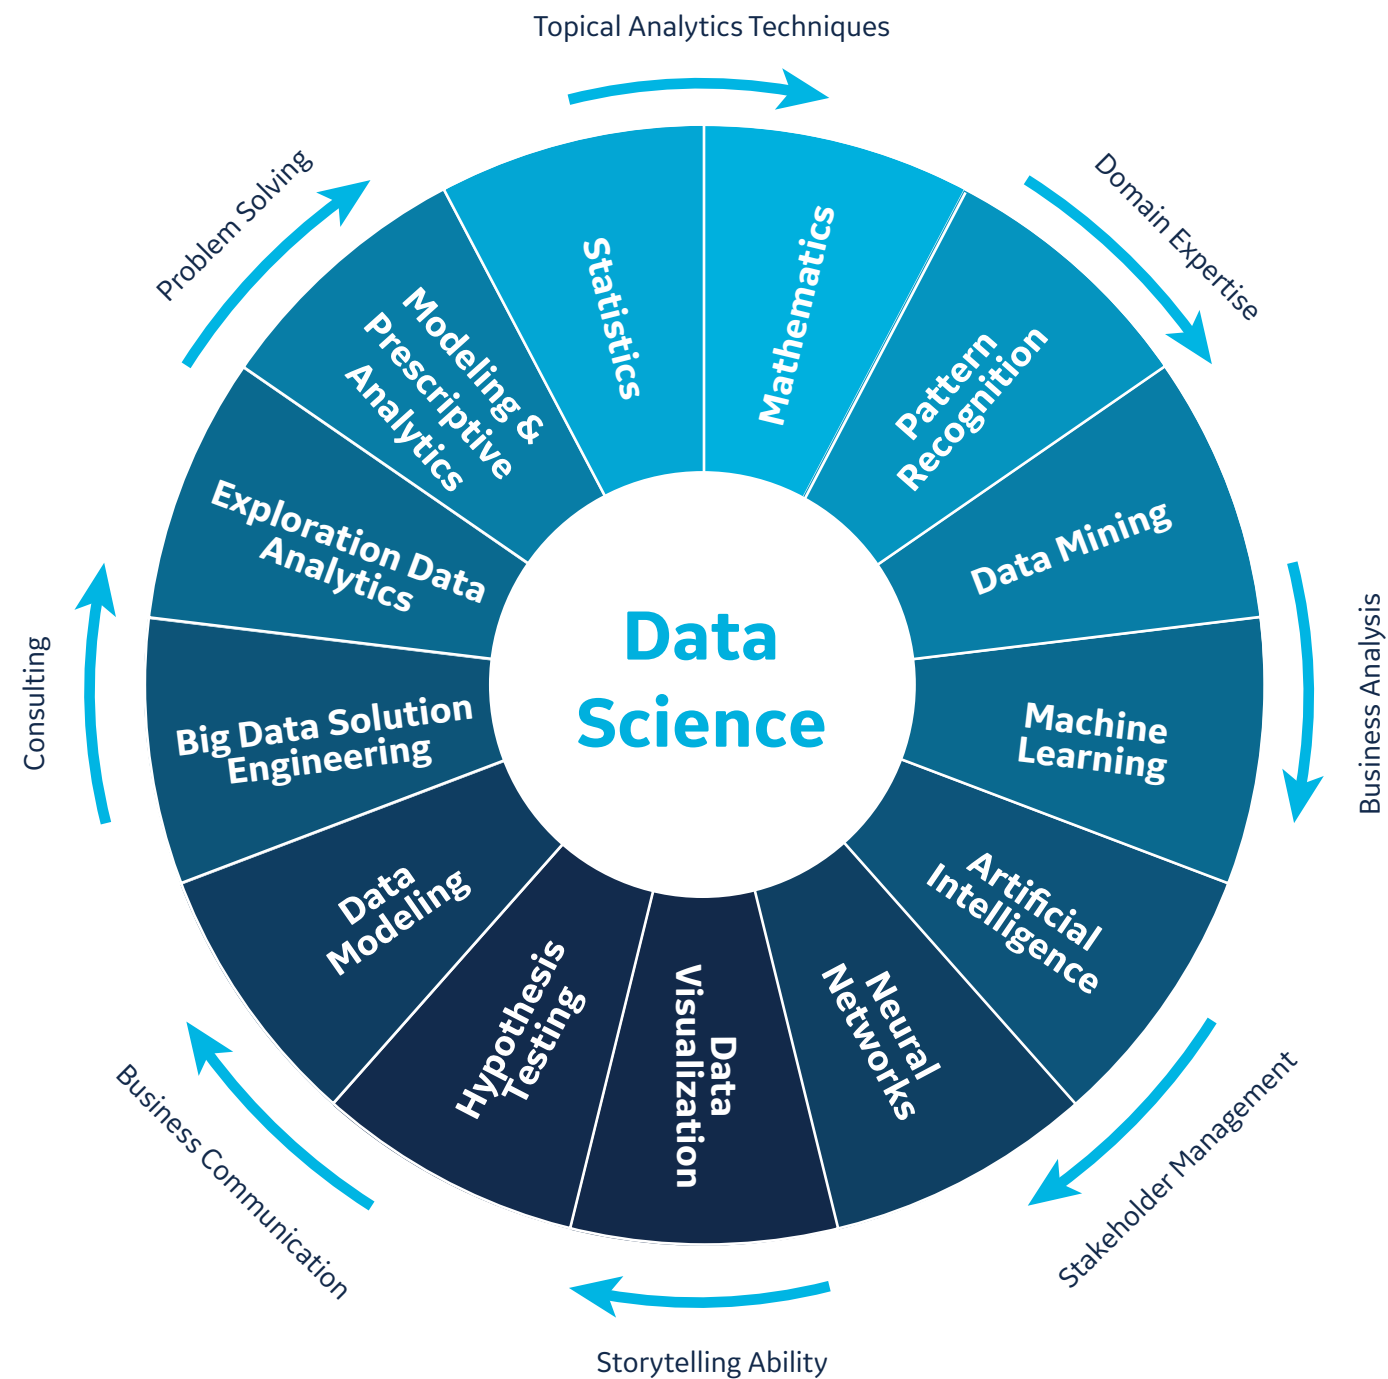 Topical Analytics Techniques
Problem Solving
Domain Expertise
Statistics
Mathematics
Modeling &
Prescriptive
Analytics
Pattern
Recognition
Exploration Data
Analytics
Data Mining
Data
Science
Consulting
Business Analysis
Big Data Solution
Engineering
Machine
Learning
Data
Modeling
Artificial
Intelligence
Hypothesis
Testing
Data
Visualization
Neural
Networks
Business Communication
Stakeholder Management
Storytelling Ability